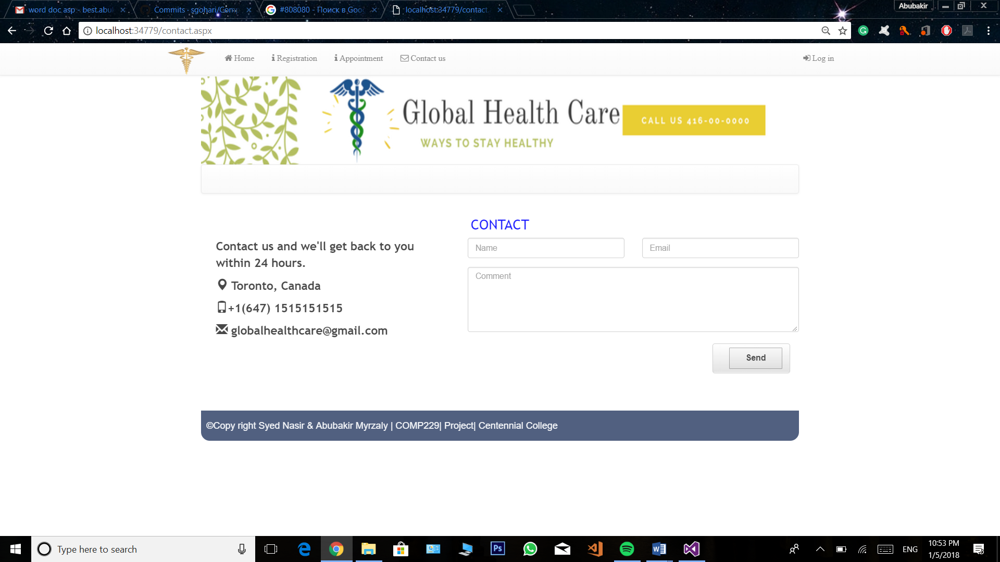 word doc asp - best.abu
Commits · sgohari/Com
#808080 - Поиск в Goo
localhost:34779/contact.
Abubakir
localhost:34779/contact.aspx
Home
Registration
Appointment
Contact us
Log in
Global Health Care
WAYS TO STAY HEALTHY
CALL US 416-00-0000
CONTACT
Contact us and we'll get back to you
within 24 hours.
Toronto, Canada
+1(647) 1515151515
globalhealthcare@gmail.com
Name
Email
Comment
Send
©Copy right Syed Nasir & Abubakir Myrzaly | COMP229| Project| Centennial College
Type here to search
Ps
ENG
10:53 PM
1/5/2018